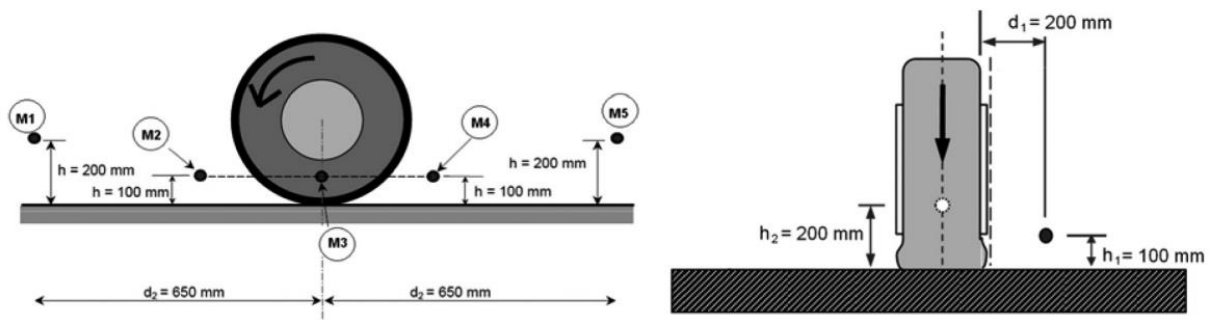 M1
M2
M4
M5
h = 200 mm
h = 100 mm
h = 100 mm
h = 200 mm
M3
d₂ = 650 mm
d₂ = 650 mm
d₁ = 200 mm
h₂ = 200 mm
h₁= 100 mm